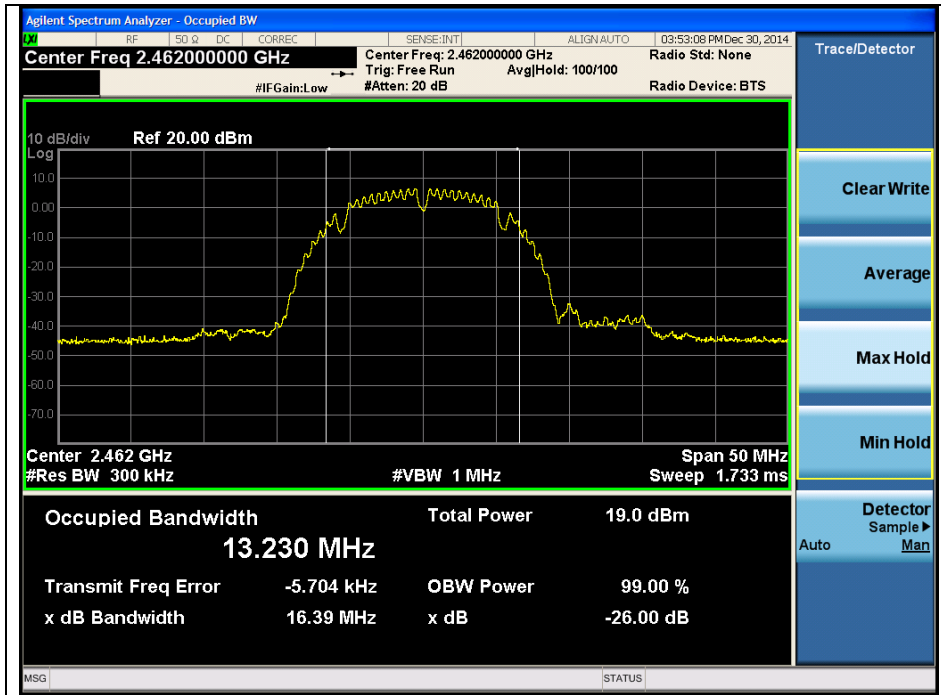 Agilent Spectrum Analyzer - Occupied BW
LXI RF 50 Ω DC CORREC SENSE:INT ALIGN AUTO 03:53:08 PM Dec 30, 2014
Center Freq 2.462000000 GHz
Center Freq: 2.462000000 GHz
Radio Std: None
Trig: Free Run Avg|Hold: 100/100
#IFGain:Low
#Atten: 20 dB
Radio Device: BTS
Trace/Detector
10 dB/div Ref 20.00 dBm
Log
10.0
0.00
-10.0
-20.0
-30.0
-40.0
-50.0
-60.0
-70.0
Center 2.462 GHz Span 50 MHz
#Res BW 300 kHz #VBW 1 MHz Sweep 1.733 ms
Occupied Bandwidth Total Power 19.0 dBm
13.230 MHz
Transmit Freq Error -5.704 kHz OBW Power 99.00 %
x dB Bandwidth 16.39 MHz x dB -26.00 dB
Clear Write
Average
Max Hold
Min Hold
Detector
Sample▶
Auto Man
MSG STATUS